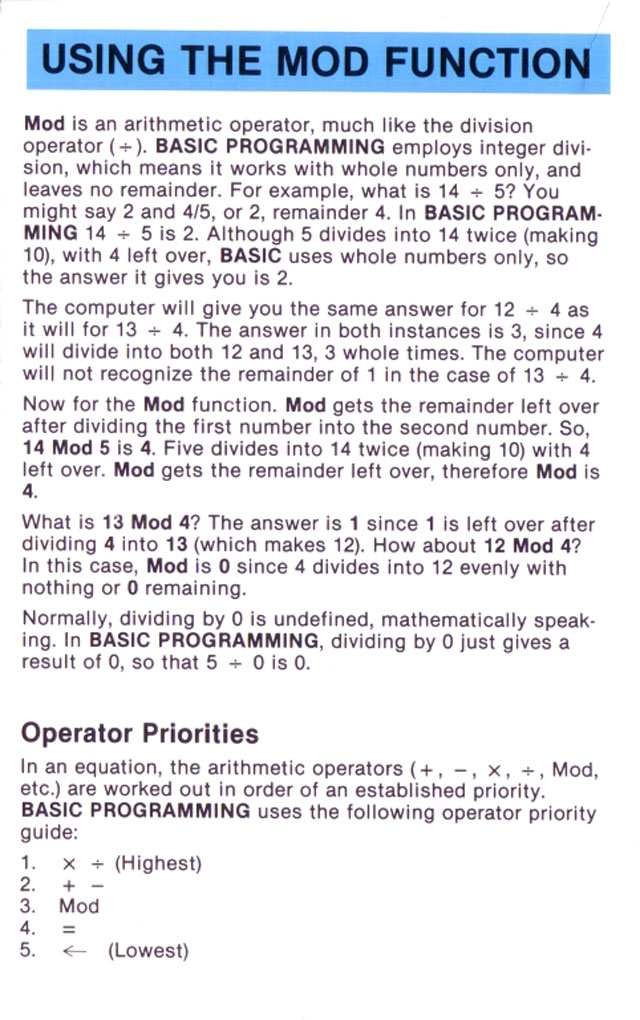 USING THE MOD FUNCTION
Mod is an arithmetic operator, much like the division
operator (÷). BASIC PROGRAMMING employs integer divi-
sion, which means it works with whole numbers only, and
leaves no remainder. For example, what is 14 ÷ 5? You
might say 2 and 4/5, or 2, remainder 4. In BASIC PROGRAM-
MING 14 ÷ 5 is 2. Although 5 divides into 14 twice (making
10), with 4 left over, BASIC uses whole numbers only, so
the answer it gives you is 2.
The computer will give you the same answer for 12 ÷ 4 as
it will for 13 ÷ 4. The answer in both instances is 3, since 4
will divide into both 12 and 13, 3 whole times. The computer
will not recognize the remainder of 1 in the case of 13 ÷ 4.
Now for the Mod function. Mod gets the remainder left over
after dividing the first number into the second number. So,
14 Mod 5 is 4. Five divides into 14 twice (making 10) with 4
left over. Mod gets the remainder left over, therefore Mod is
4.
What is 13 Mod 4? The answer is 1 since 1 is left over after
dividing 4 into 13 (which makes 12). How about 12 Mod 4?
In this case, Mod is 0 since 4 divides into 12 evenly with
nothing or 0 remaining.
Normally, dividing by 0 is undefined, mathematically speak-
ing. In BASIC PROGRAMMING, dividing by 0 just gives a
result of 0, so that 5 ÷ 0 is 0.
Operator Priorities
In an equation, the arithmetic operators (+, −, ×, ÷, Mod,
etc.) are worked out in order of an established priority.
BASIC PROGRAMMING uses the following operator priority
guide:
1. × ÷ (Highest)
2. + −
3. Mod
4. =
5. ← (Lowest)